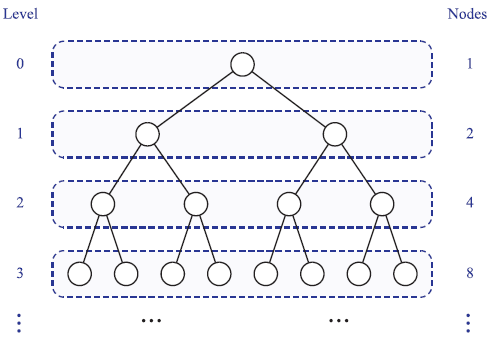 Level Nodes
0 1
1 2
2 4
3 8
⋮ ... ... ⋮